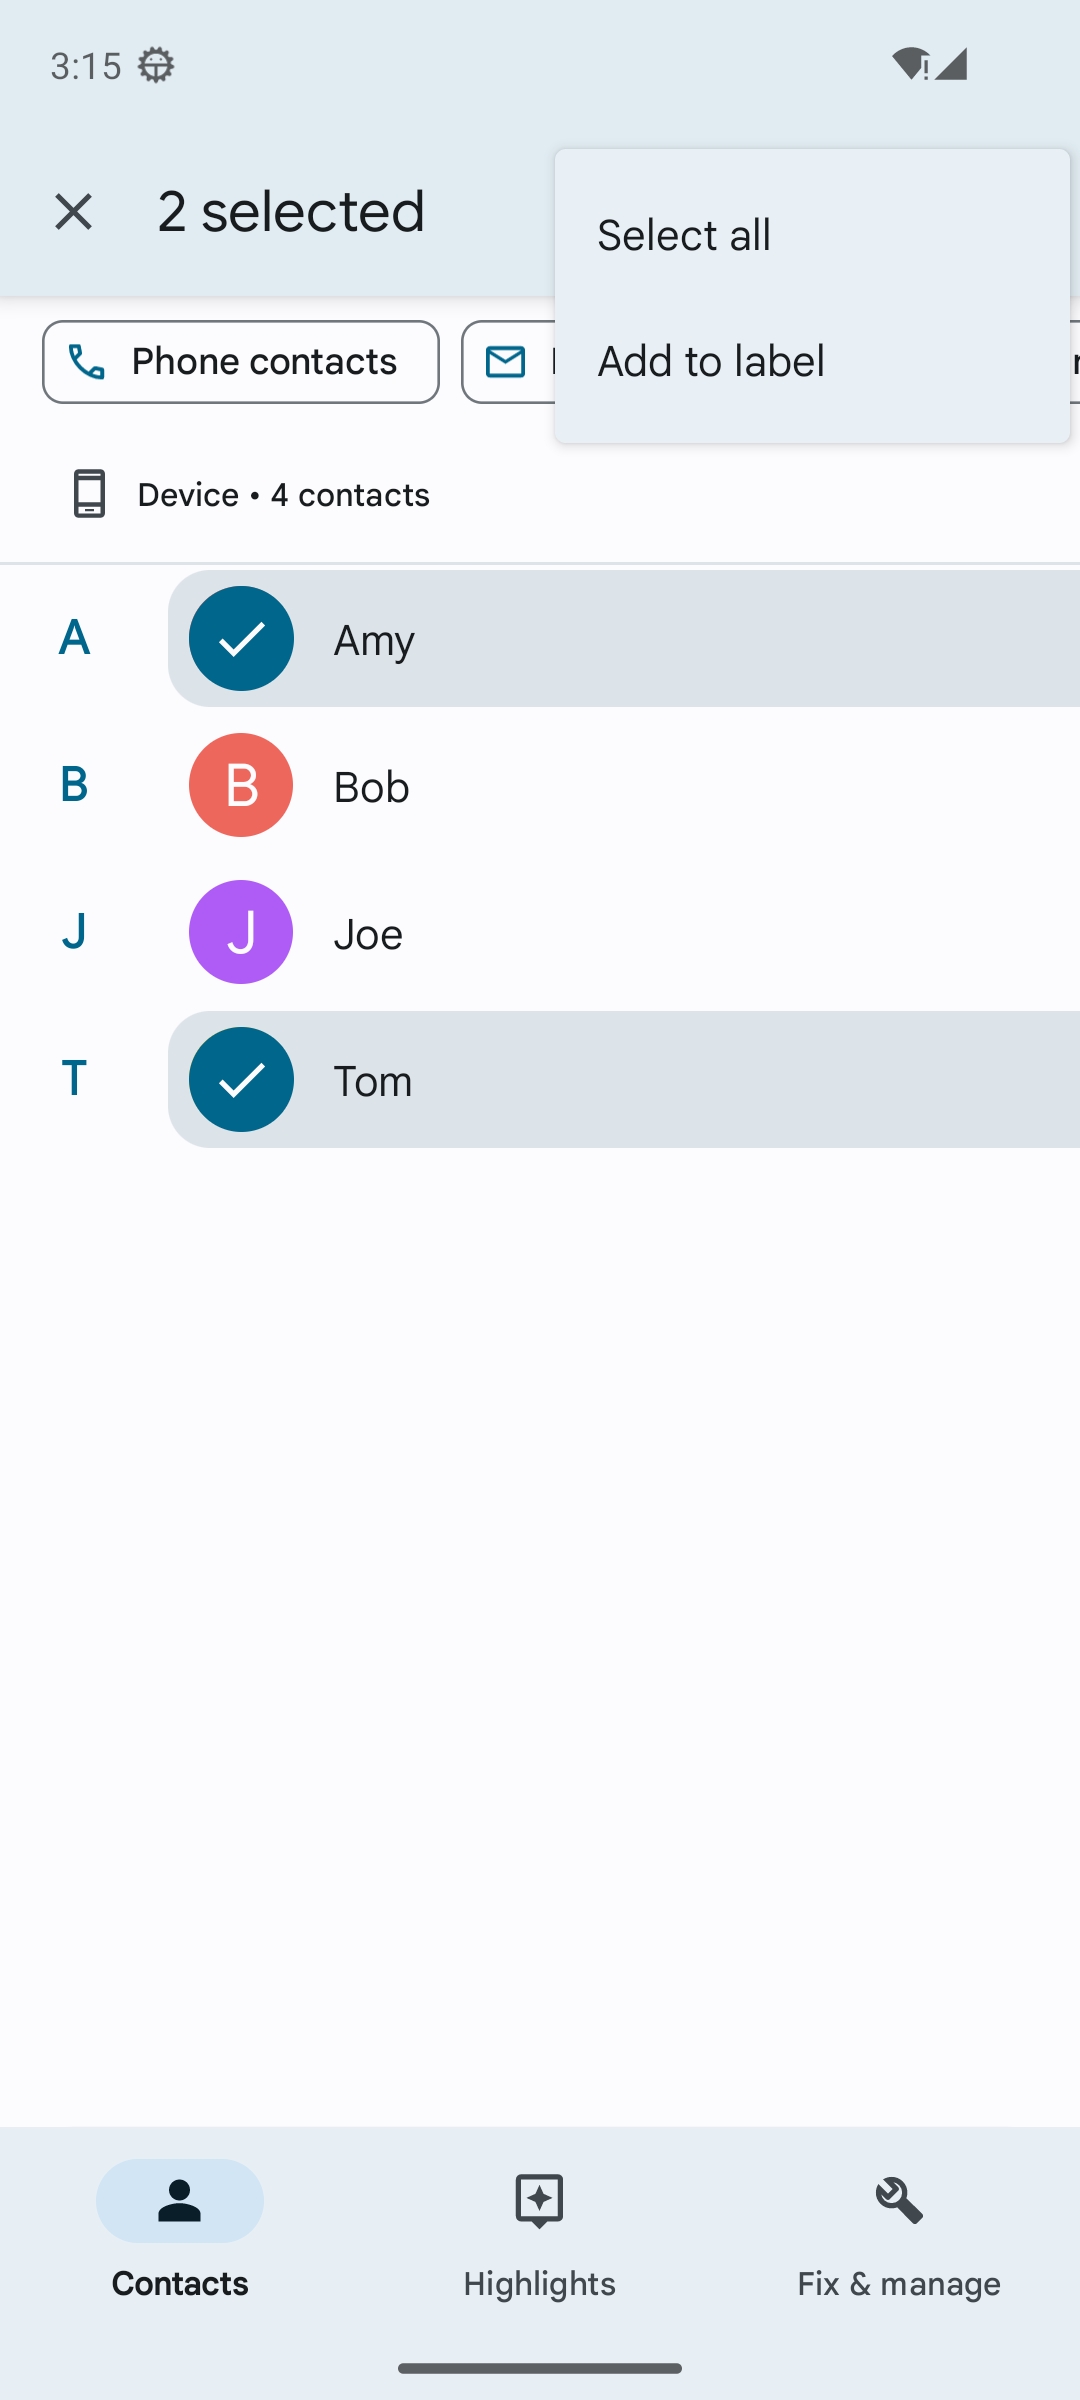 3:15
2 selected
Select all
Add to label
Phone contacts
Device • 4 contacts
A
Amy
B
B
Bob
J
J
Joe
T
Tom
Contacts
Highlights
Fix & manage